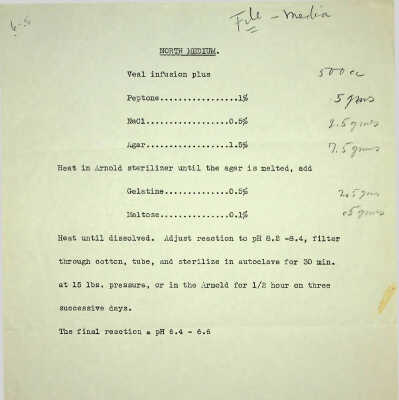 File - media
NORTH MEDIUM.
Veal infusion plus 500 cc
Peptone................1% 5 gms
NaCl................0.5% 2.5 gms
Agar................1.5% 7.5 gms
Heat in Arnold sterilizer until the agar is melted, add
Gelatine.............0.5% 2.5 gms
Maltose..............0.1% .5 gms
Heat until dissolved. Adjust reaction to pH 8.2 -8.4, filter
through cotton, tube, and sterilize in autoclave for 30 min.
at 15 lbs. pressure, or in the Arnold for 1/2 hour on three
successive days.
The final reaction = pH 6.4 - 6.6